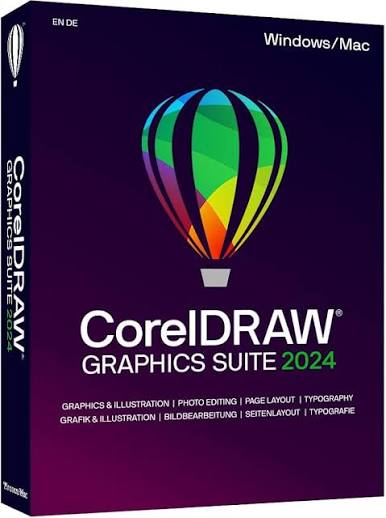 EN DE
Windows/Mac
CorelDRAW®
GRAPHICS SUITE 2024
GRAPHICS & ILLUSTRATION | PHOTO EDITING | PAGE LAYOUT | TYPOGRAPHY
GRAFIK & ILLUSTRATION | BILDBEARBEITUNG | SEITENLAYOUT | TYPOGRAFIE
CorelDRAW
GRAPHICS SUITE 2024